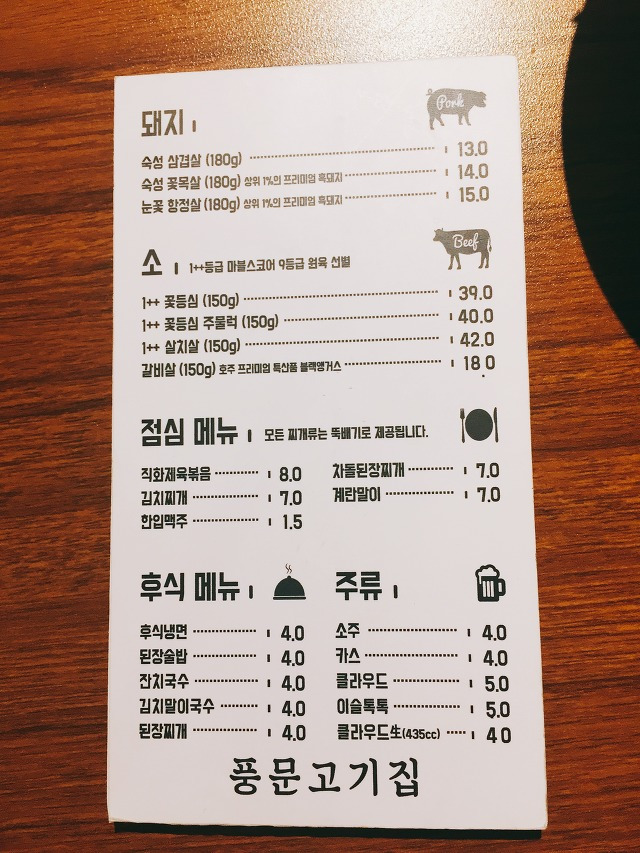 돼지
Pork
숙성 삼겹살 (180g) 13.0
숙성 꽃목살 (180g) 상위 1%의 프리미엄 흑돼지 14.0
눈꽃 항정살 (180g) 상위 1%의 프리미엄 흑돼지 15.0
소 1++등급 마블스코어 9등급 원육 선별
Beef
1++ 꽃등심 (150g) 39.0
1++ 꽃등심 주물럭 (150g) 40.0
1++ 살치살 (150g) 42.0
갈비살 (150g) 호주 프리미엄 특산품 블랙앵거스 18 0
점심 메뉴 모든 찌개류는 뚝배기로 제공됩니다.
직화제육볶음 8.0
김치찌개 7.0
한입맥주 1.5
차돌된장찌개 7.0
계란말이 7.0
후식 메뉴
후식냉면 4.0
된장술밥 4.0
잔치국수 4.0
김치말이국수 4.0
된장찌개 4.0
주류
소주 4.0
카스 4.0
클라우드 5.0
이슬톡톡 5.0
클라우드生(435cc) 4 0
풍문고기집